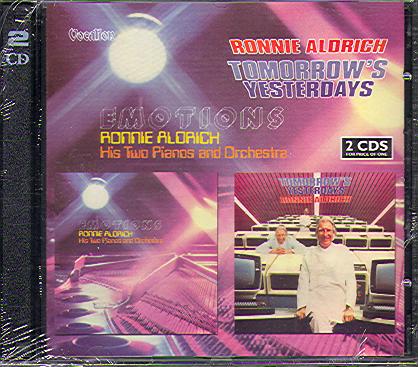 2
CD
Vocalion
RONNIE ALDRICH
TOMORROW'S
YESTERDAYS
EMOTIONS
RONNIE ALDRICH
His Two Pianos and Orchestra
2 CDS
FOR PRICE OF ONE
EMOTIONS
RONNIE ALDRICH
His Two Pianos and Orchestra
TOMORROW'S
YESTERDAYS
RONNIE ALDRICH